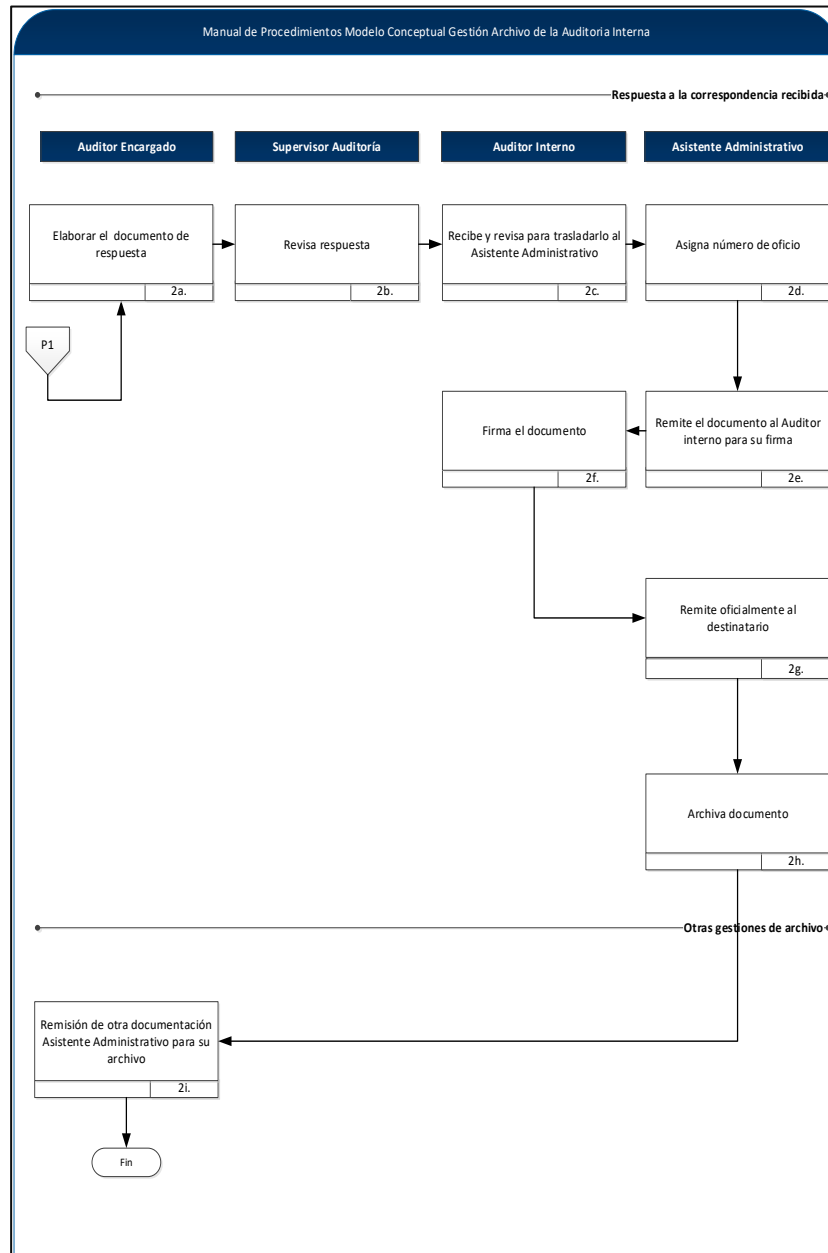 Manual de Procedimientos Modelo Conceptual Gestión Archivo de la Auditoria Interna
Respuesta a la correspondencia recibida
Auditor Encargado
Supervisor Auditoría
Auditor Interno
Asistente Administrativo
Elaborar el documento de
respuesta
2a.
Revisa respuesta
2b.
Recibe y revisa para trasladarlo al
Asistente Administrativo
2c.
Asigna número de oficio
2d.
P1
Firma el documento
2f.
Remite el documento al Auditor
interno para su firma
2e.
Remite oficialmente al
destinatario
2g.
Archiva documento
2h.
Otras gestiones de archivo
Remisión de otra documentación
Asistente Administrativo para su
archivo
2i.
Fin